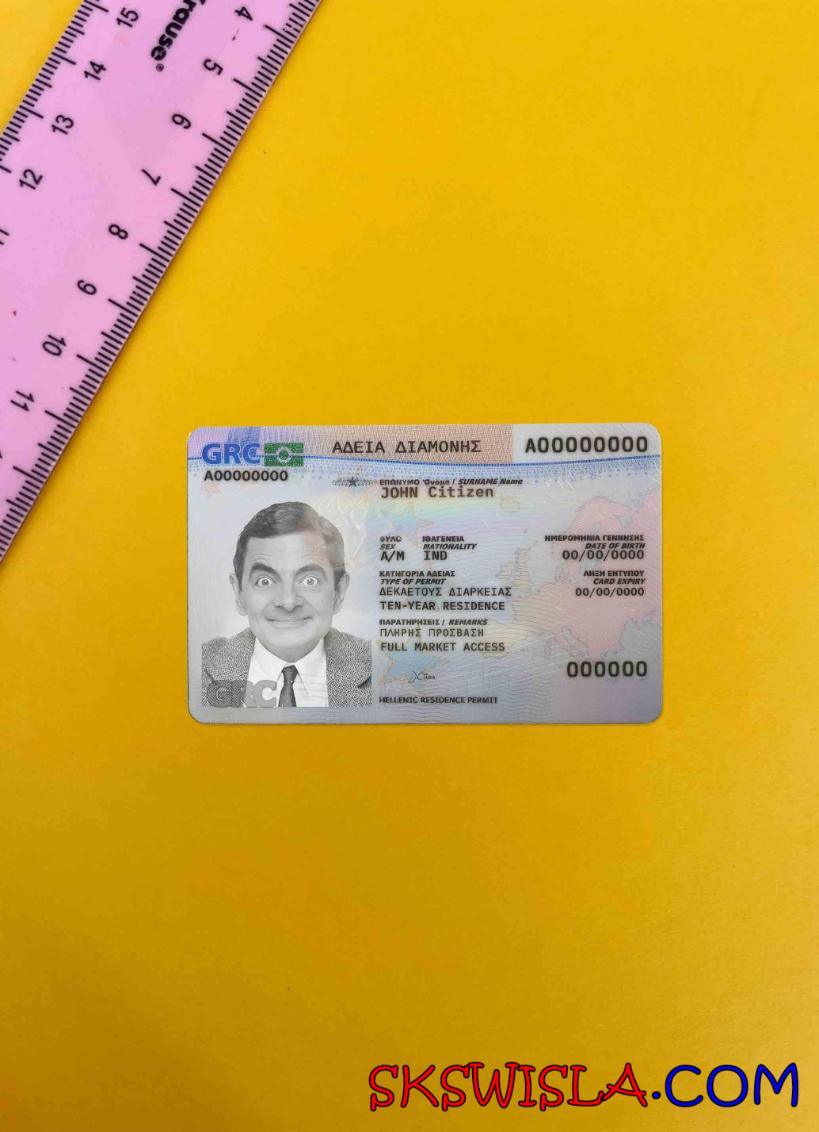 Krause®
15 4
14 5
13 6
12 7
8
9
10
11
GRC ΑΔΕΙΑ ΔΙΑΜΟΝΗΣ A00000000
A00000000
ΕΠΩΝΥΜΟ Όνομα / SURNAME Name
JOHN Citizen
ΦΥΛΟ ΙΘΑΓΕΝΕΙΑ ΗΜΕΡΟΜΗΝΙΑ ΓΕΝΝΗΣΗΣ
SEX NATIONALITY DATE OF BIRTH
A/M IND 00/00/0000
ΚΑΤΗΓΟΡΙΑ ΑΔΕΙΑΣ ΛΗΞΗ ΕΝΤΥΠΟΥ
TYPE OF PERMIT CARD EXPIRY
ΔΕΚΑΕΤΟΥΣ ΔΙΑΡΚΕΙΑΣ 00/00/0000
TEN-YEAR RESIDENCE
ΠΑΡΑΤΗΡΗΣΕΙΣ / REMARKS
ΠΛΗΡΗΣ ΠΡΟΣΒΑΣΗ
FULL MARKET ACCESS
000000
GRC
HELLENIC RESIDENCE PERMIT
SKSWISLA.COM